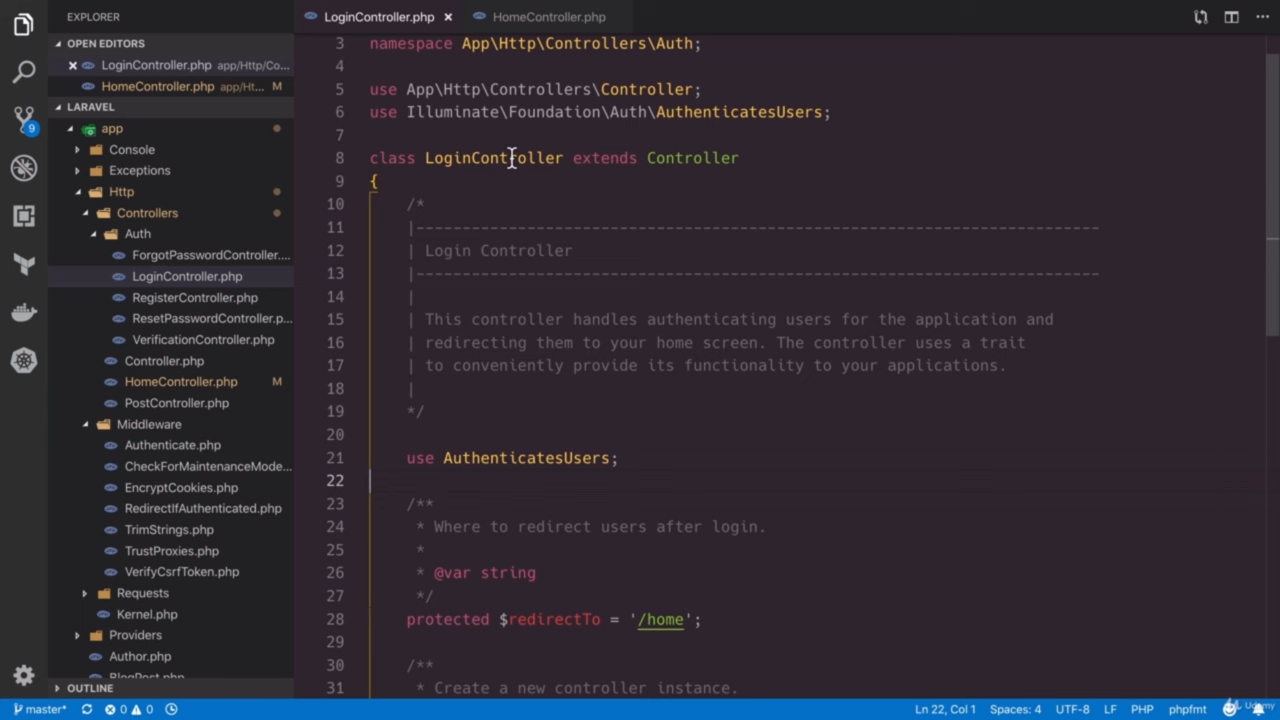 EXPLORER
OPEN EDITORS
LoginController.php app/Http/Co...
HomeController.php app/Ht... M
LARAVEL
app
Console
Exceptions
Http
Controllers
Auth
ForgotPasswordController....
LoginController.php
RegisterController.php
ResetPasswordController.p...
VerificationController.php
Controller.php
HomeController.php M
PostController.php
Middleware
Authenticate.php
CheckForMaintenanceMode...
EncryptCookies.php
RedirectIfAuthenticated.php
TrimStrings.php
TrustProxies.php
VerifyCsrfToken.php
Requests
Kernel.php
Providers
Author.php
BlogPost.php
OUTLINE
9
LoginController.php HomeController.php
3 namespace App\Http\Controllers\Auth;
4
5 use App\Http\Controllers\Controller;
6 use Illuminate\Foundation\Auth\AuthenticatesUsers;
7
8 class LoginController extends Controller
9 {
10 /*
11 |--------------------------------------------------------------------------
12 | Login Controller
13 |--------------------------------------------------------------------------
14 |
15 | This controller handles authenticating users for the application and
16 | redirecting them to your home screen. The controller uses a trait
17 | to conveniently provide its functionality to your applications.
18 |
19 */
20
21 use AuthenticatesUsers;
22
23 /**
24 * Where to redirect users after login.
25 *
26 * @var string
27 */
28 protected $redirectTo = '/home';
29
30 /**
31 * Create a new controller instance.
master* 0 0 Ln 22, Col 1 Spaces: 4 UTF-8 LF PHP phpfmt
Udemy